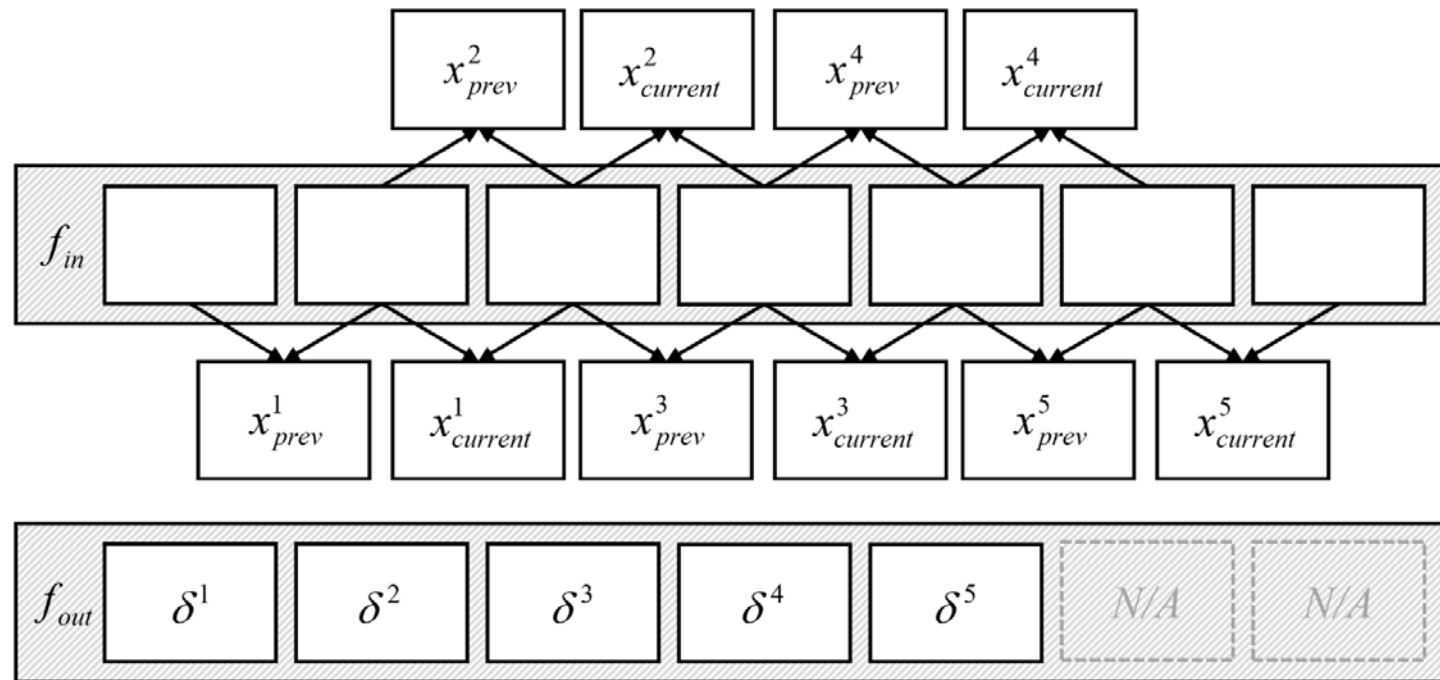 x^2_prev x^2_current x^4_prev x^4_current
f_in
x^1_prev x^1_current x^3_prev x^3_current x^5_prev x^5_current
f_out δ^1 δ^2 δ^3 δ^4 δ^5 N/A N/A